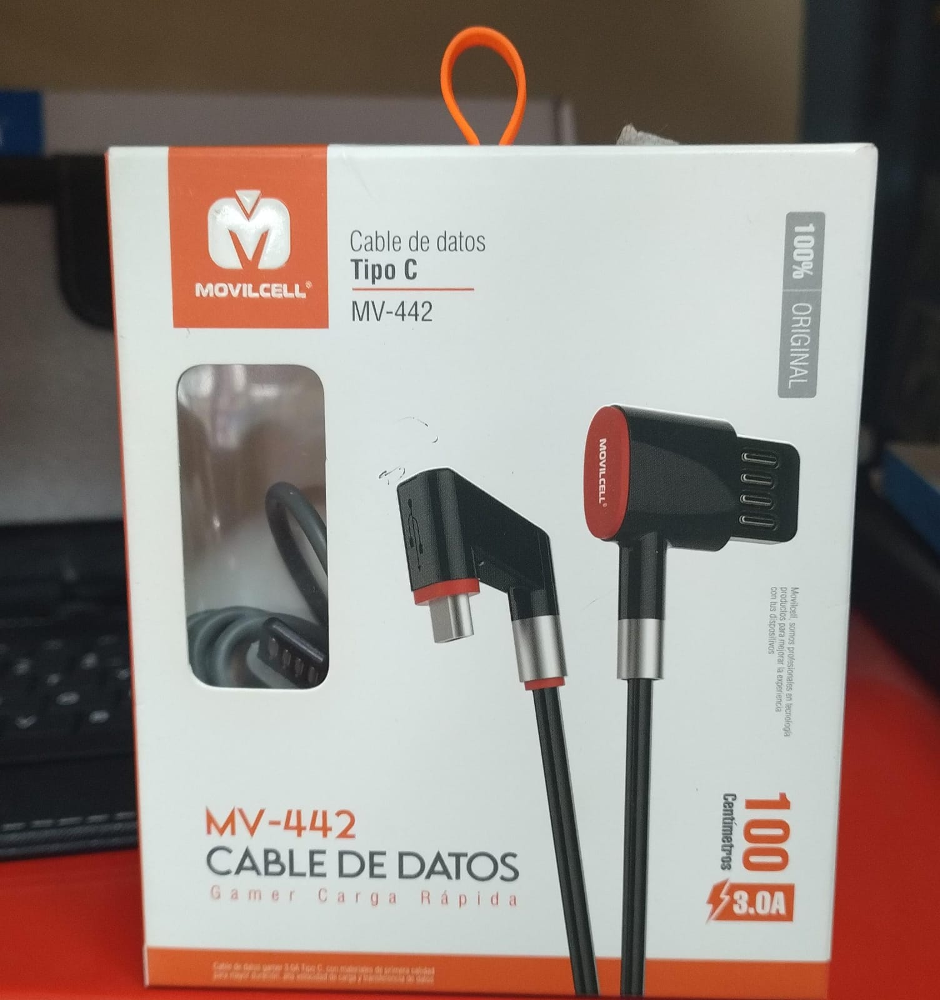 MOVILCELL®
Cable de datos
Tipo C
MV-442
100% ORIGINAL
MOVILCELL®
Movilcell, somos profesionales en tecnología
productos para mejorar la experiencia
con tus dispositivos
100
Centímetros
3.0A
MV-442
CABLE DE DATOS
Gamer Carga Rápida
Cable de datos gamer 3.0A Tipo C, con materiales de primera calidad
para mayor duración, alta velocidad de carga y transferencia de datos